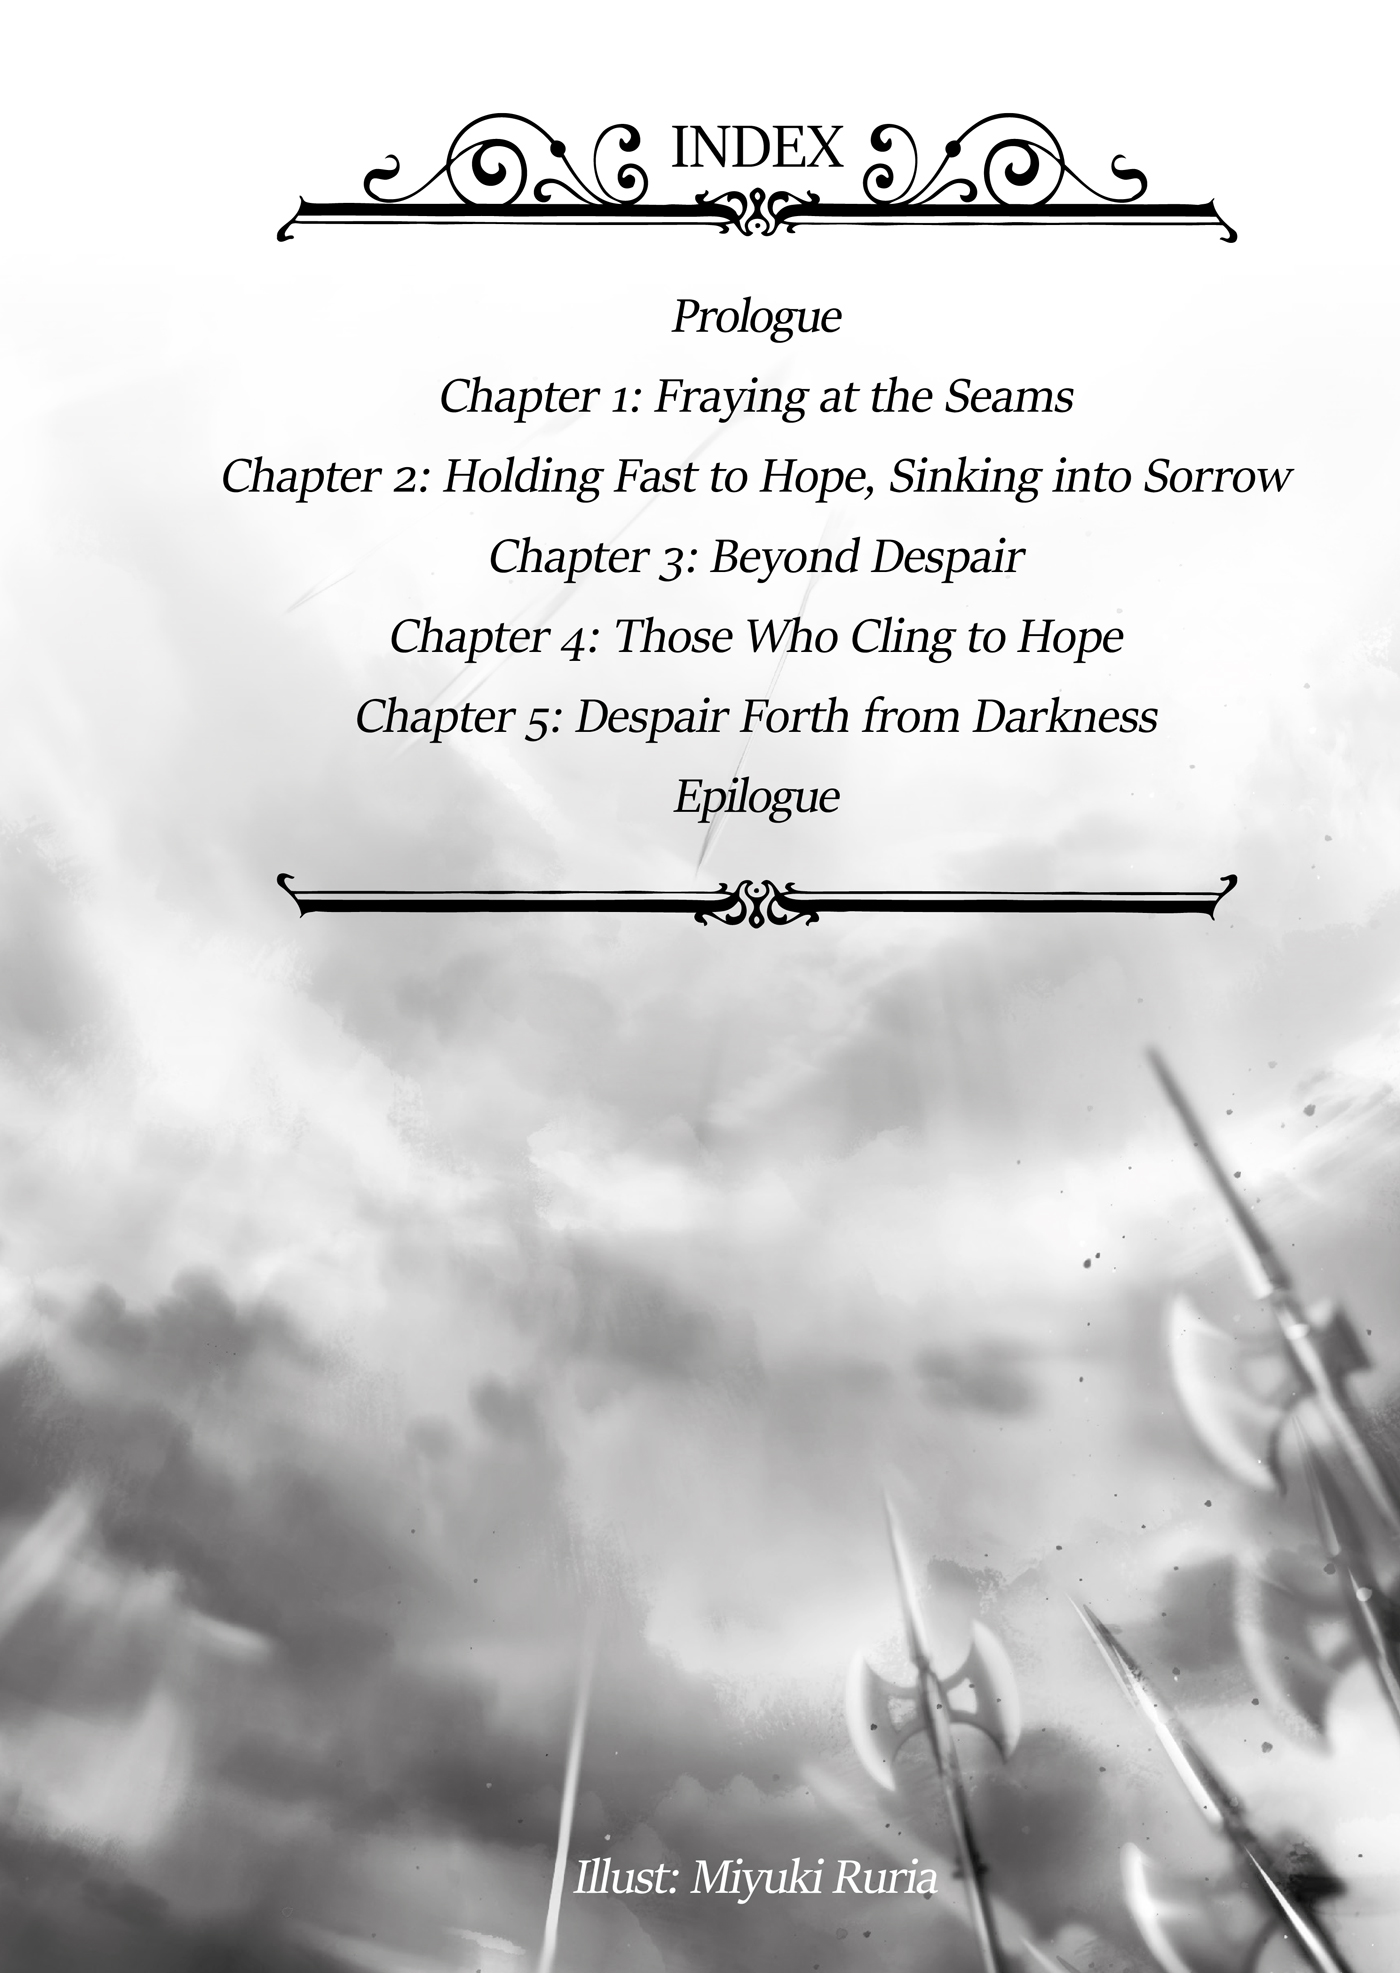 INDEX
Prologue
Chapter 1: Fraying at the Seams
Chapter 2: Holding Fast to Hope, Sinking into Sorrow
Chapter 3: Beyond Despair
Chapter 4: Those Who Cling to Hope
Chapter 5: Despair Forth from Darkness
Epilogue
Illust: Miyuki Ruria